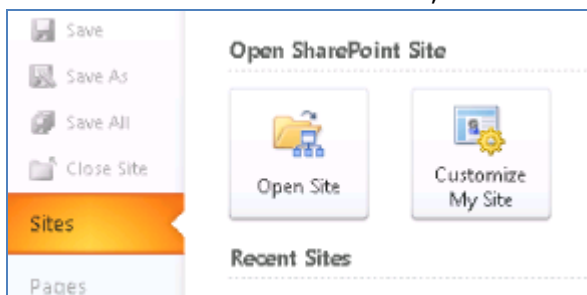 Save
Save As
Save All
Close Site
Sites
Pages
Open SharePoint Site
Open Site
Customize
My Site
Recent Sites